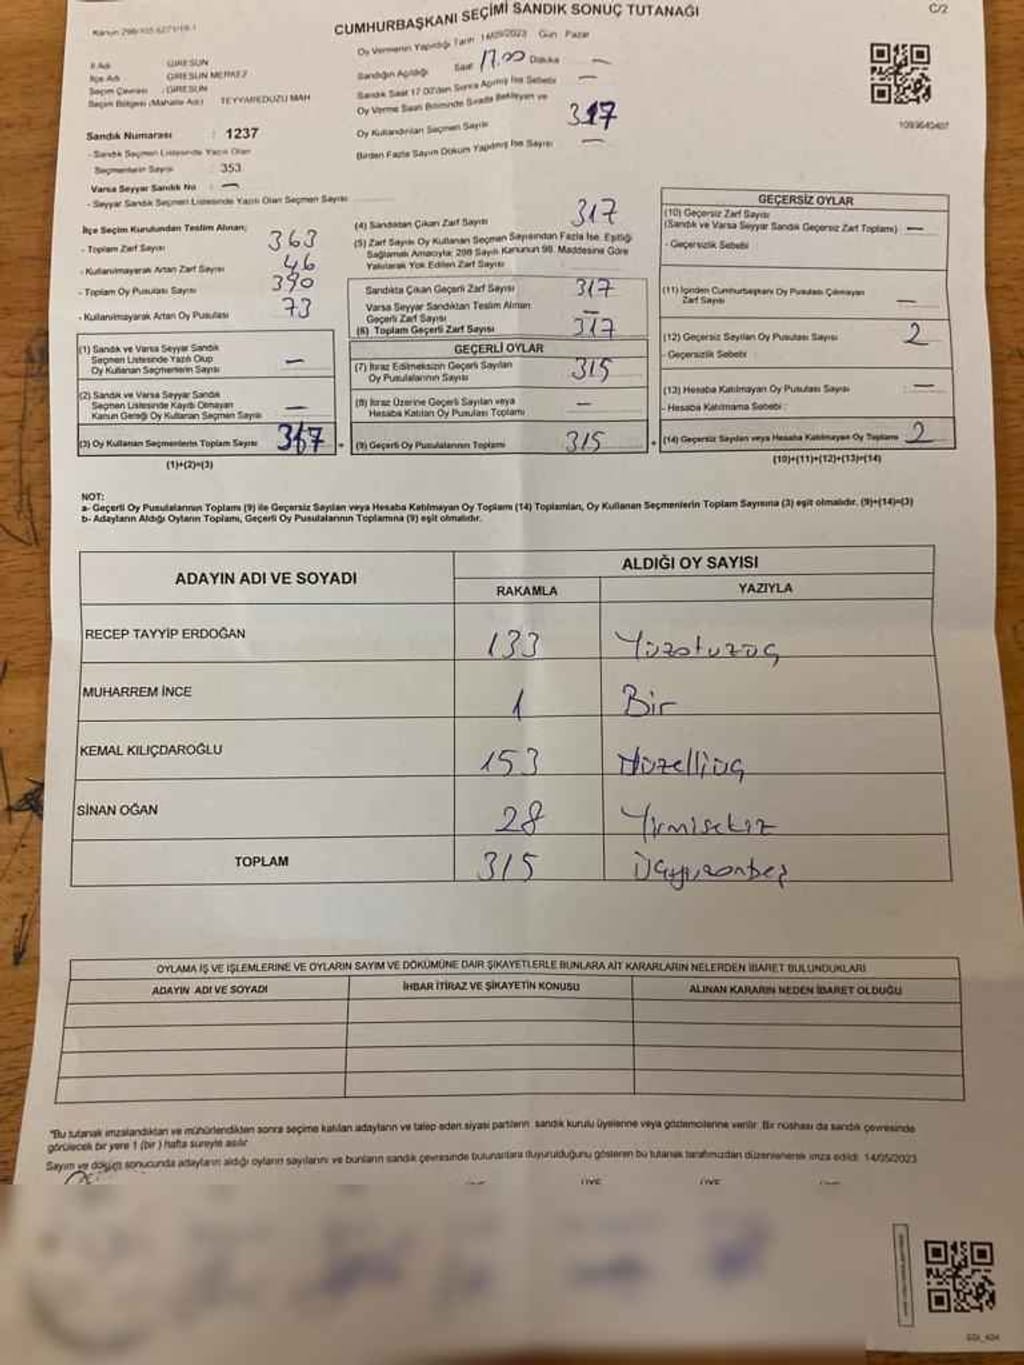 CUMHURBAŞKANI SEÇİMİ SANDIK SONUÇ TUTANAĞI
C/2
Oy Vermenin Yapıldığı Tarih 14/05/2023 Gün Pazar
İl Adı GİRESUN
İlçe Adı GİRESUN MERKEZ
Seçim Çevresi : GİRESUN
Seçim Bölgesi (Mahalle Adı) TEYYAREDÜZÜ MAH
Sandık Numarası : 1237
- Sandık Seçmen Listesinde Yazılı Olan
Seçmenlerin Sayısı : 353
Varsa Seyyar Sandık No : —
- Seyyar Sandık Seçmen Listesinde Yazılı Olan Seçmen Sayısı
Sandığın Açıldığı Saat 17.00 Dakika —
Sandık Saat 17.00'den Sonra Açılmış İse Sebebi —
Oy Verme Saati Bitiminde Sırada Bekleyen ve
Oy Kullandırılan Seçmen Sayısı 317
Birden Fazla Sayım Döküm Yapılmış İse Sayısı —
İlçe Seçim Kurulundan Teslim Alınan;
- Toplam Zarf Sayısı 363
- Kullanılmayarak Artan Zarf Sayısı 46
- Toplam Oy Pusulası Sayısı 390
- Kullanılmayarak Artan Oy Pusulası 73
(1) Sandık ve Varsa Seyyar Sandık
Seçmen Listesinde Yazılı Olup
Oy Kullanan Seçmenlerin Sayısı —
(2) Sandık ve Varsa Seyyar Sandık
Seçmen Listesinde Kayıtlı Olmayan
Kanun Gereği Oy Kullanan Seçmen Sayısı —
(3) Oy Kullanan Seçmenlerin Toplam Sayısı 317 =
(1)+(2)=(3)
(4) Sandıktan Çıkan Zarf Sayısı 317
(5) Zarf Sayısı Oy Kullanan Seçmen Sayısından Fazla İse, Eşitliği
Sağlamak Amacıyla; 298 Sayılı Kanunun 98. Maddesine Göre
Yakılarak Yok Edilen Zarf Sayısı
Sandıkta Çıkan Geçerli Zarf Sayısı 317
Varsa Seyyar Sandıktan Teslim Alınan
Geçerli Zarf Sayısı —
(6) Toplam Geçerli Zarf Sayısı 317
GEÇERLİ OYLAR
(7) İtiraz Edilmeksizin Geçerli Sayılan
Oy Pusulalarının Sayısı 315
(8) İtiraz Üzerine Geçerli Sayılan veya
Hesaba Katılan Oy Pusulası Toplamı —
(9) Geçerli Oy Pusulalarının Toplamı 315 +
GEÇERSİZ OYLAR
(10) Geçersiz Zarf Sayısı
(Sandık ve Varsa Seyyar Sandık Geçersiz Zarf Toplamı) —
- Geçersizlik Sebebi :
(11) İçinden Cumhurbaşkanı Oy Pusulası Çıkmayan
Zarf Sayısı —
(12) Geçersiz Sayılan Oy Pusulası Sayısı 2
- Geçersizlik Sebebi :
(13) Hesaba Katılmayan Oy Pusulası Sayısı —
- Hesaba Katılmama Sebebi :
(14) Geçersiz Sayılan veya Hesaba Katılmayan Oy Toplamı 2
(10)+(11)+(12)+(13)=(14)
NOT:
a- Geçerli Oy Pusulalarının Toplamı (9) ile Geçersiz Sayılan veya Hesaba Katılmayan Oy Toplamı (14) Toplamları, Oy Kullanan Seçmenlerin Toplam Sayısına (3) eşit olmalıdır. (9)+(14)=(3)
b- Adayların Aldığı Oyların Toplamı, Geçerli Oy Pusulalarının Toplamına (9) eşit olmalıdır.
ADAYIN ADI VE SOYADI
ALDIĞI OY SAYISI
RAKAMLA YAZIYLA
RECEP TAYYİP ERDOĞAN 133 Yüzotuzüç
MUHARREM İNCE 1 Bir
KEMAL KILIÇDAROĞLU 153 Yüzelliüç
SİNAN OĞAN 28 Yirmisekiz
TOPLAM 315 Üçyüzonbeş
OYLAMA İŞ VE İŞLEMLERİNE VE OYLARIN SAYIM VE DÖKÜMÜNE DAİR ŞİKAYETLERLE BUNLARA AİT KARARLARIN NELERDEN İBARET BULUNDUKLARI
ADAYIN ADI VE SOYADI İHBAR İTİRAZ VE ŞİKAYETİN KONUSU ALINAN KARARIN NEDEN İBARET OLDUĞU
*Bu tutanak imzalandıktan ve mühürlendikten sonra seçime katılan adayların ve talep eden siyasi partilerin sandık kurulu üyelerine veya gözlemcilerine verilir. Bir nüshası da sandık çevresinde
görülecek bir yere 1 (bir) hafta süreyle asılır.
Sayım ve döküm sonucunda adayların aldığı oyların sayılarını ve bunların sandık çevresinde bulunanlara duyurulduğunu gösteren bu tutanak tarafımızdan düzenlenerek imza edildi. 14/05/2023